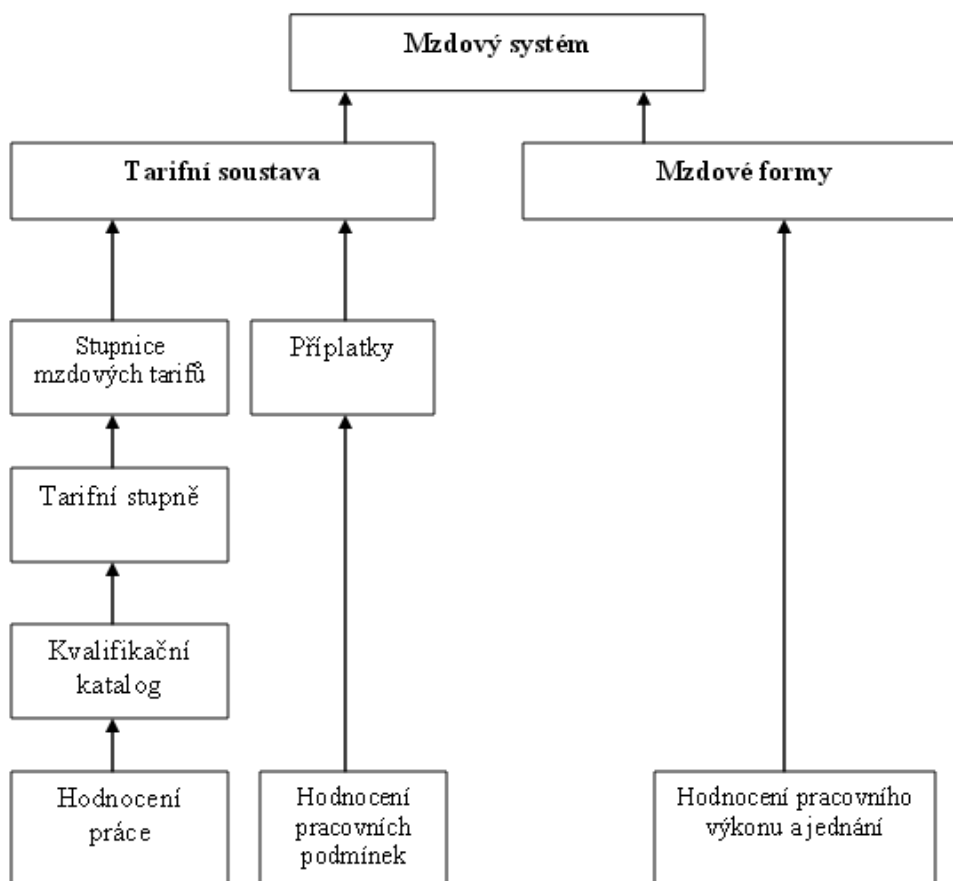 Mzdový systém
Tarifní soustava
Mzdové formy
Stupnice
mzdových tarifů
Příplatky
Tarifní stupně
Kvalifikační
katalog
Hodnocení
práce
Hodnocení
pracovních
podmínek
Hodnocení pracovního
výkonu a jednání